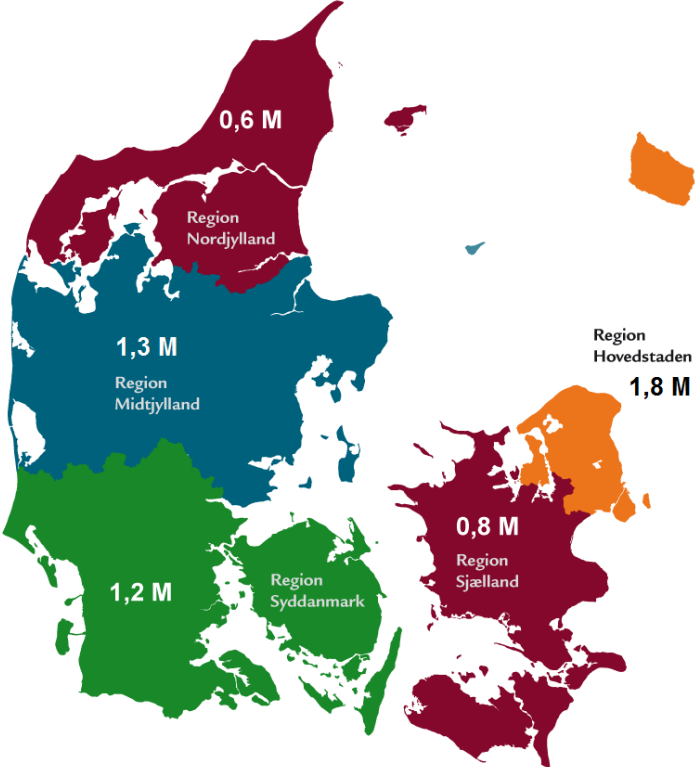 0,6 M
Region
Nordjylland
1,3 M
Region
Midtjylland
Region
Hovedstaden
1,8 M
0,8 M
Region
Sjælland
1,2 M
Region
Syddanmark